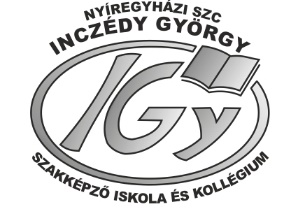 NYÍREGYHÁZI SZC
INCZÉDY GYÖRGY
IGy
SZAKKÉPZŐ ISKOLA ÉS KOLLÉGIUM